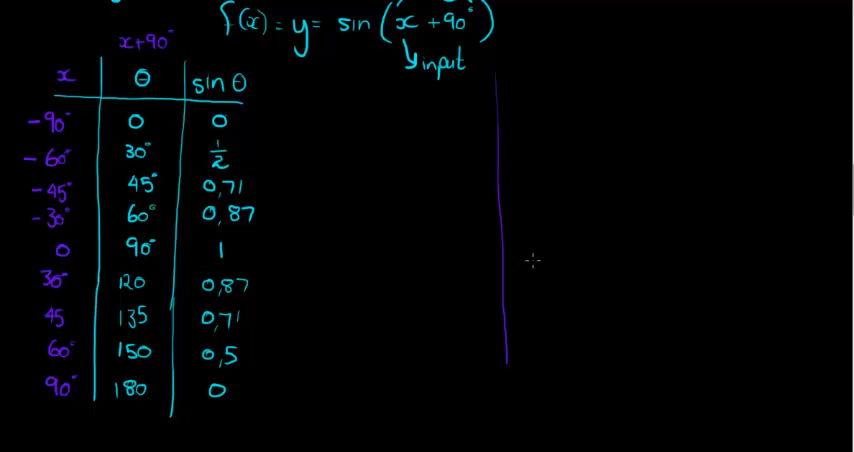 f(x) = y = sin (x + 90°)
y input
x+90°
x θ sin θ
-90° 0 0
-60° 30° 1/2
-45° 45° 0,71
-30° 60° 0,87
0 90° 1
30° 120 0,87
45 135 0,71
60° 150 0,5
90° 180 0